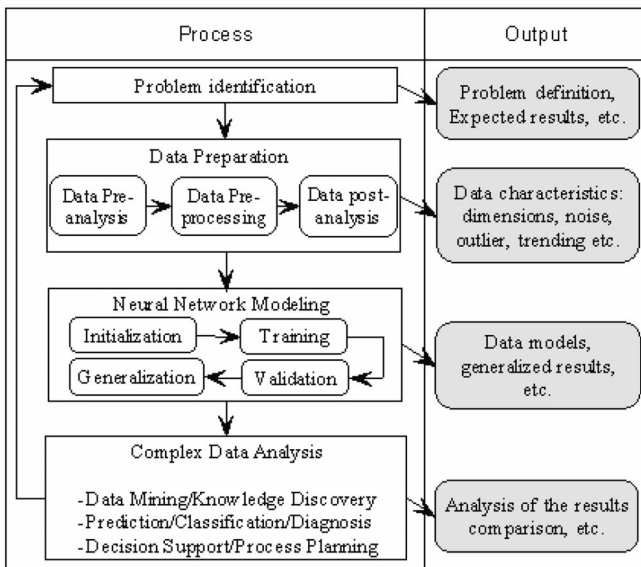 Process
Output
Problem identification
Problem definition,
Expected results, etc.
Data Preparation
Data Pre-
analysis
Data Pre-
processing
Data post-
analysis
Data characteristics:
dimensions, noise,
outlier, trending etc.
Neural Network Modeling
Initialization
Training
Generalization
Validation
Data models,
generalized results,
etc.
Complex Data Analysis
-Data Mining/Knowledge Discovery
-Prediction/Classification/Diagnosis
-Decision Support/Process Planning
Analysis of the results
comparison, etc.